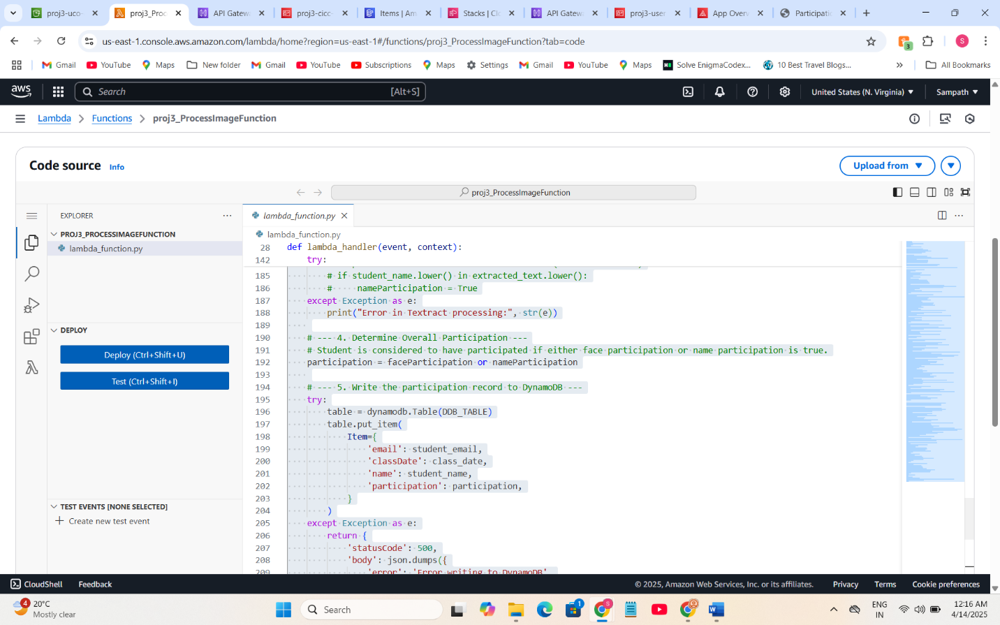 proj3-uco-
proj3_Proc
API Gatew
proj3-cicc-
Items | Am
Stacks | Clo
API Gatew
proj3-user
App Overv
Participatio
us-east-1.console.aws.amazon.com/lambda/home?region=us-east-1#/functions/proj3_ProcessImageFunction?tab=code
3
S
Gmail
YouTube
Maps
New folder
Gmail
YouTube
Subscriptions
Maps
Settings
Gmail
YouTube
Maps
Solve EnigmaCodex...
10 Best Travel Blogs...
All Bookmarks
aws
Search
[Alt+S]
United States (N. Virginia)
Sampath
Lambda
Functions
proj3_ProcessImageFunction
Code source
Info
Upload from
proj3_ProcessImageFunction
EXPLORER
PROJ3_PROCESSIMAGEFUNCTION
lambda_function.py
DEPLOY
Deploy (Ctrl+Shift+U)
Test (Ctrl+Shift+I)
TEST EVENTS [NONE SELECTED]
Create new test event
lambda_function.py
lambda_function.py
28 def lambda_handler(event, context):
142 try:
185 # if student_name.lower() in extracted_text.lower():
186 # nameParticipation = True
187 except Exception as e:
188 print("Error in Textract processing:", str(e))
189
190 # --- 4. Determine Overall Participation ---
191 # Student is considered to have participated if either face participation or name participation is true.
192 participation = faceParticipation or nameParticipation
193
194 # --- 5. Write the participation record to DynamoDB ---
195 try:
196 table = dynamodb.Table(DDB_TABLE)
197 table.put_item(
198 Item={
199 'email': student_email,
200 'classDate': class_date,
201 'name': student_name,
202 'participation': participation,
203 }
204 )
205 except Exception as e:
206 return {
207 'statusCode': 500,
208 'body': json.dumps({
209 'error': 'Error writing to DynamoDB'
CloudShell
Feedback
© 2025, Amazon Web Services, Inc. or its affiliates.
Privacy
Terms
Cookie preferences
4
20°C
Mostly clear
Search
1
S
ENG
IN
12:16 AM
4/14/2025